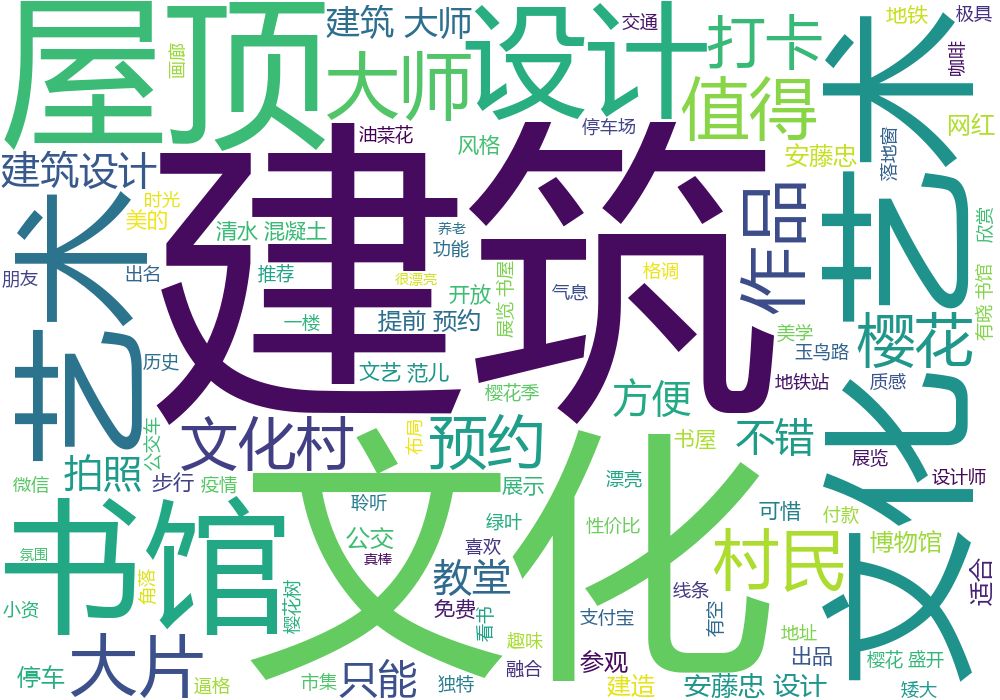 屋顶
画廊
建筑 大师
大师
设计
交通
打卡
地铁
极具
咖啡
艺术
油菜花
停车场
值得
网红
建筑设计
时光
美的
艺术
建筑
风格
安藤忠
落地窗
作品
文化 艺术
欣赏
清水 混凝土
养老
功能
格调
朋友
出名
推荐
很漂亮
开放
展览 书屋
气息
有晓 书馆
一楼
提前 预约
美学
樱花
历史
文艺 范儿
樱花季
玉鸟路
地铁站
质感
方便
文化村
布局
预约
书屋
不错
拍照
公交车
展览
设计师
微信
步行
疫情
展示
漂亮
文化
聆听
书馆
绿叶
性价比
可惜
付款
公交
喜欢
村民
博物馆
氛围
真棒
教堂
适合
角落
樱花树
小资
免费
看书
支付宝
线条
有空
趣味
地址
停车
大片
逼格
市集
只能
独特
融合
参观
建造
安藤忠 设计
出品
樱花 盛开
矮大